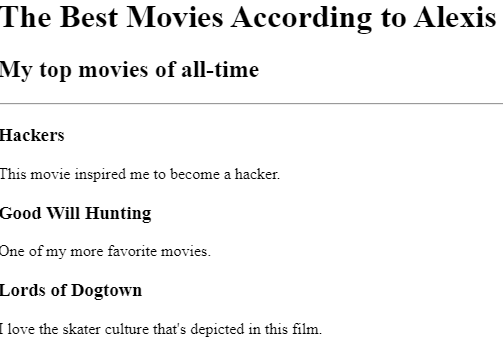 The Best Movies According to Alexis
My top movies of all-time
Hackers
This movie inspired me to become a hacker.
Good Will Hunting
One of my more favorite movies.
Lords of Dogtown
I love the skater culture that's depicted in this film.